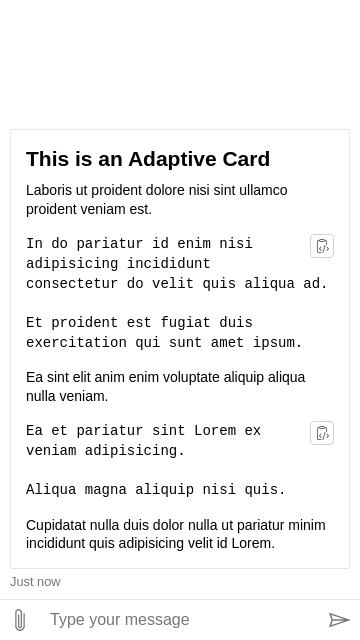 This is an Adaptive Card
Laboris ut proident dolore nisi sint ullamco
proident veniam est.
In do pariatur id enim nisi
adipisicing incididunt
consectetur do velit quis aliqua ad.
Et proident est fugiat duis
exercitation qui sunt amet ipsum.
Ea sint elit anim enim voluptate aliquip aliqua
nulla veniam.
Ea et pariatur sint Lorem ex
veniam adipisicing.
Aliqua magna aliquip nisi quis.
Cupidatat nulla duis dolor nulla ut pariatur minim
incididunt quis adipisicing velit id Lorem.
Just now
Type your message